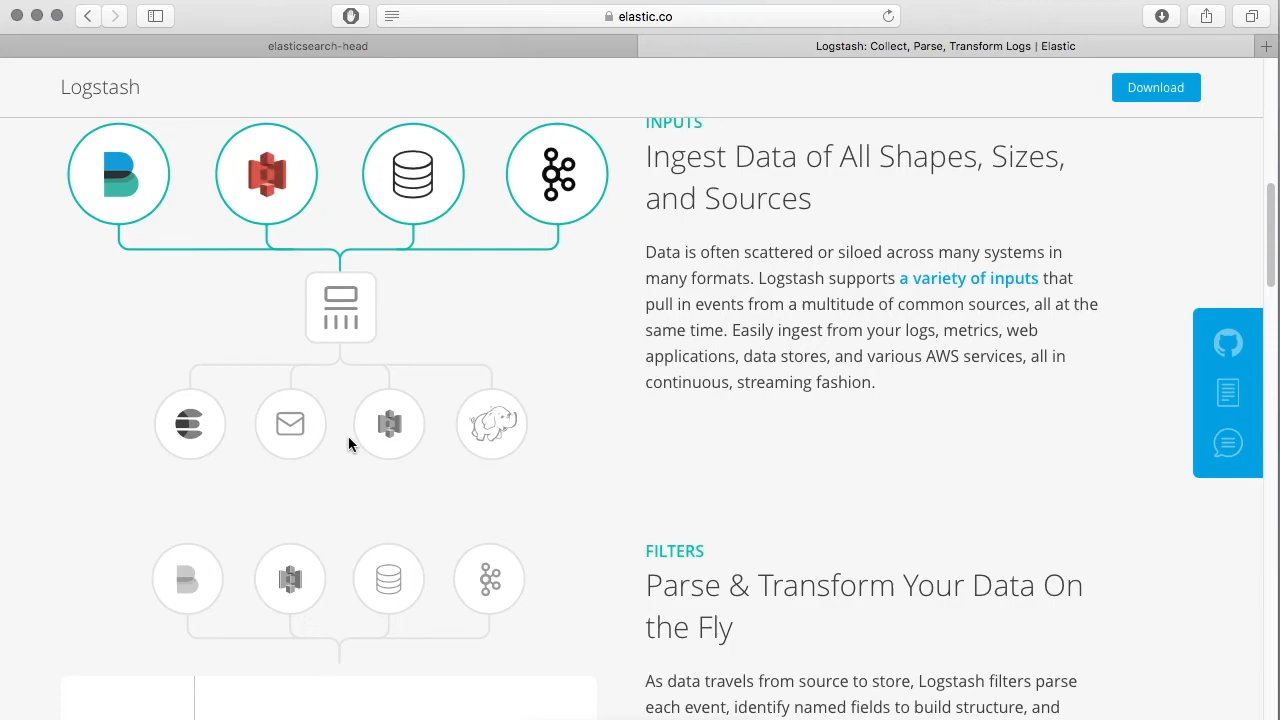 elastic.co
elasticsearch-head
Logstash: Collect, Parse, Transform Logs | Elastic
Logstash
Download
INPUTS
Ingest Data of All Shapes, Sizes,
and Sources
Data is often scattered or siloed across many systems in
many formats. Logstash supports a variety of inputs that
pull in events from a multitude of common sources, all at the
same time. Easily ingest from your logs, metrics, web
applications, data stores, and various AWS services, all in
continuous, streaming fashion.
FILTERS
Parse & Transform Your Data On
the Fly
As data travels from source to store, Logstash filters parse
each event, identify named fields to build structure, and